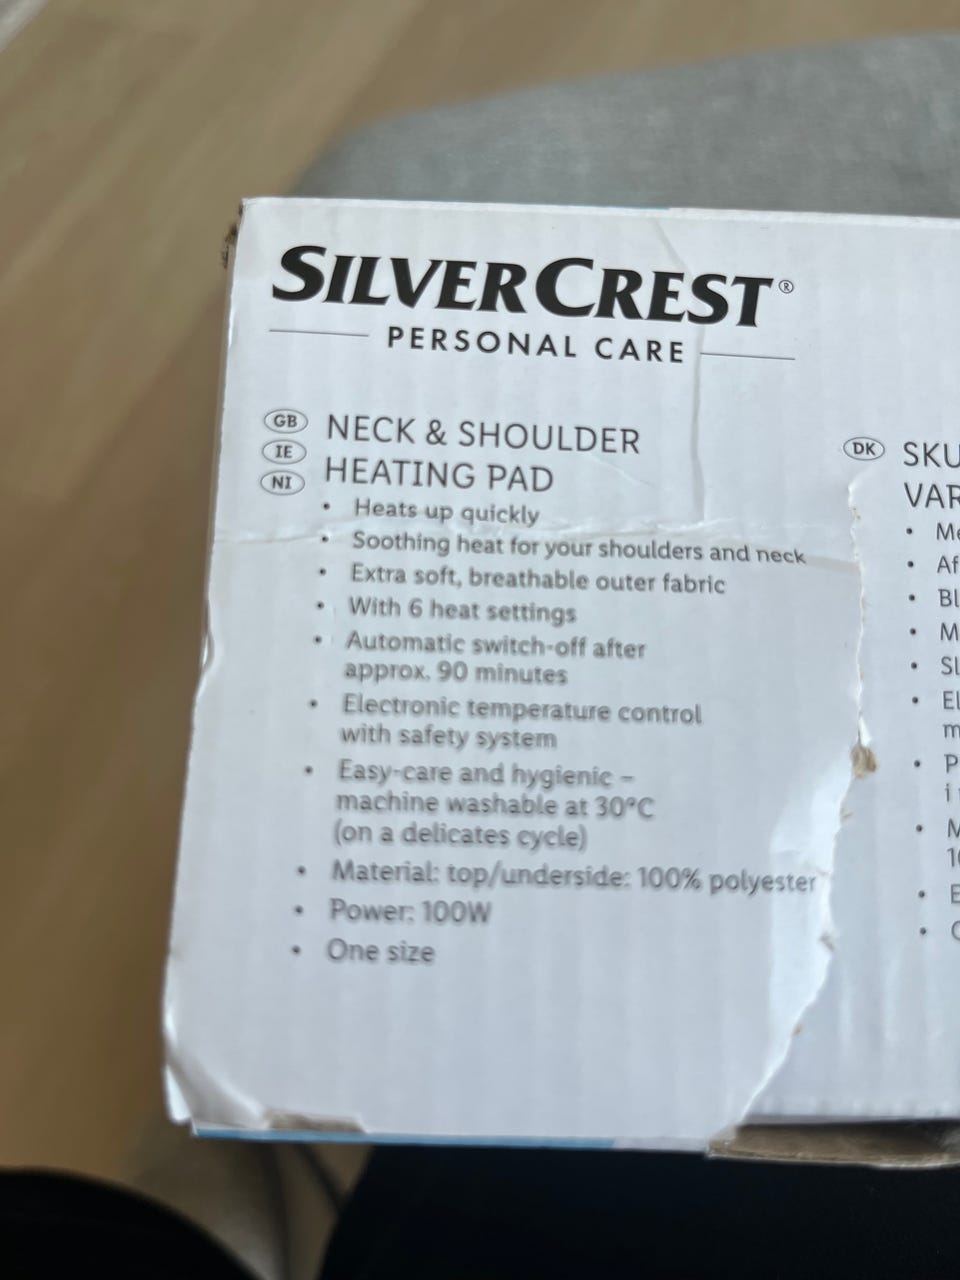 SILVERCREST®
PERSONAL CARE
GB
IE
NI
NECK & SHOULDER
HEATING PAD
• Heats up quickly
• Soothing heat for your shoulders and neck
• Extra soft, breathable outer fabric
• With 6 heat settings
• Automatic switch-off after
approx. 90 minutes
• Electronic temperature control
with safety system
• Easy-care and hygienic –
machine washable at 30°C
(on a delicates cycle)
• Material: top/underside: 100% polyester
• Power: 100W
• One size
DK